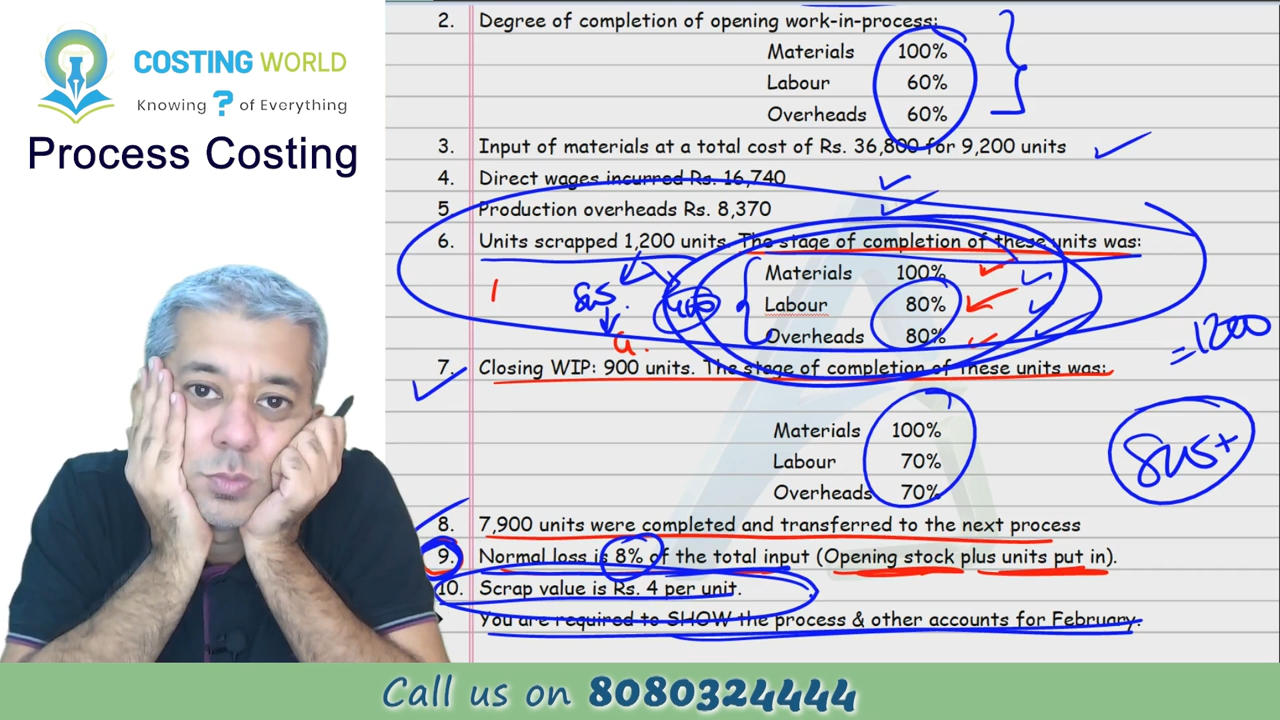 COSTING WORLD
Knowing ? of Everything
Process Costing
2. Degree of completion of opening work-in-process:
Materials 100%
Labour 60%
Overheads 60%
3. Input of materials at a total cost of Rs. 36,800 for 9,200 units
4. Direct wages incurred Rs. 16,740
5 Production overheads Rs. 8,370
6. Units scrapped 1,200 units. The stage of completion of these units was:
Materials 100%
Labour 80%
Overheads 80%
7. Closing WIP: 900 units. The stage of completion of these units was:
= 1200
Materials 100%
Labour 70%
Overheads 70%
8. 7,900 units were completed and transferred to the next process
9. Normal loss is 8% of the total input (Opening stock plus units put in).
10. Scrap value is Rs. 4 per unit.
You are required to SHOW the process & other accounts for February.
Call us on 8080324444